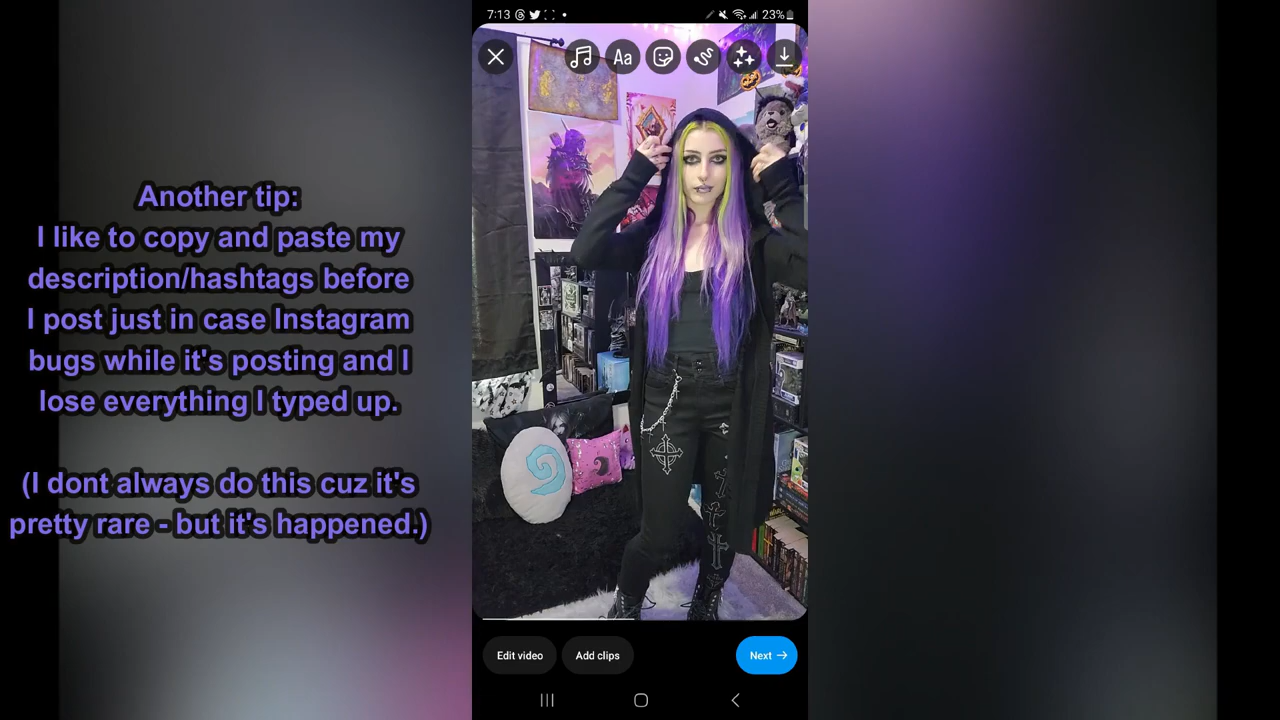 7:13
23%
Aa
Another tip:
I like to copy and paste my
description/hashtags before
I post just in case Instagram
bugs while it's posting and I
lose everything I typed up.
(I dont always do this cuz it's
pretty rare - but it's happened.)
Edit video
Add clips
Next